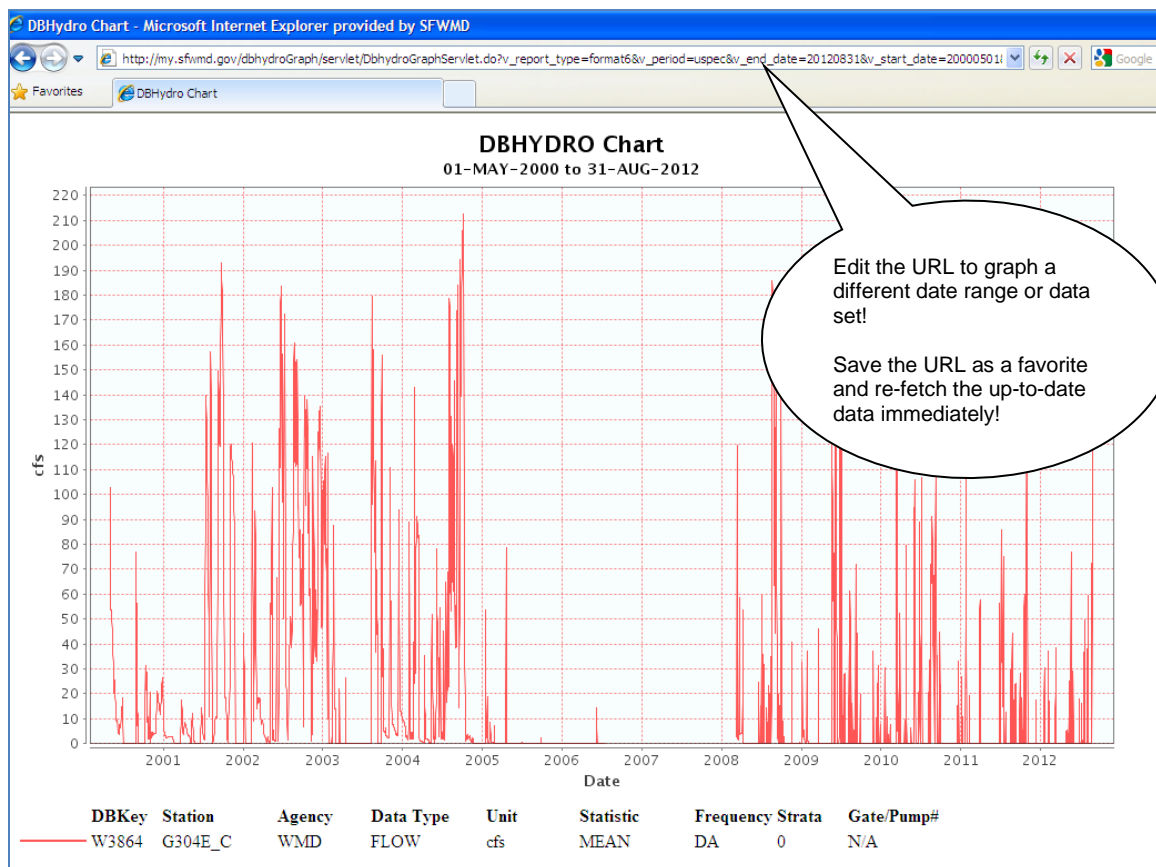 DBHydro Chart - Microsoft Internet Explorer provided by SFWMD
http://my.sfwmd.gov/dbhydroGraph/servlet/DbhydroGraphServlet.do?v_report_type=format6&v_period=uspec&v_end_date=20120831&v_start_date=20000501&
Google
Favorites
DBHydro Chart
DBHYDRO Chart
01-MAY-2000 to 31-AUG-2012
Edit the URL to graph a
different date range or data
set!
Save the URL as a favorite
and re-fetch the up-to-date
data immediately!
220
210
200
190
180
170
160
150
140
130
120
110
100
90
80
70
60
50
40
30
20
10
0
cfs
2001 2002 2003 2004 2005 2006 2007 2008 2009 2010 2011 2012
Date
DBKey Station Agency Data Type Unit Statistic Frequency Strata Gate/Pump#
W3864 G304E_C WMD FLOW cfs MEAN DA 0 N/A